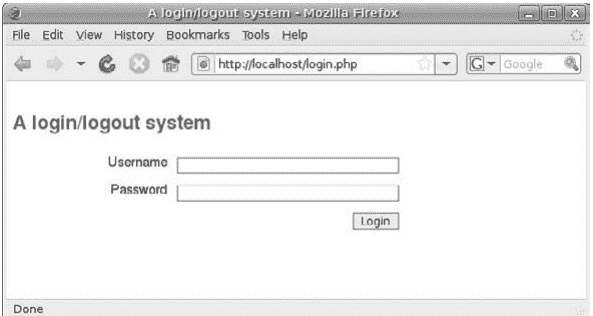 A login/logout system - Mozilla Firefox
File Edit View History Bookmarks Tools Help
http://localhost/login.php G Google
A login/logout system
Username
Password
Login
Done